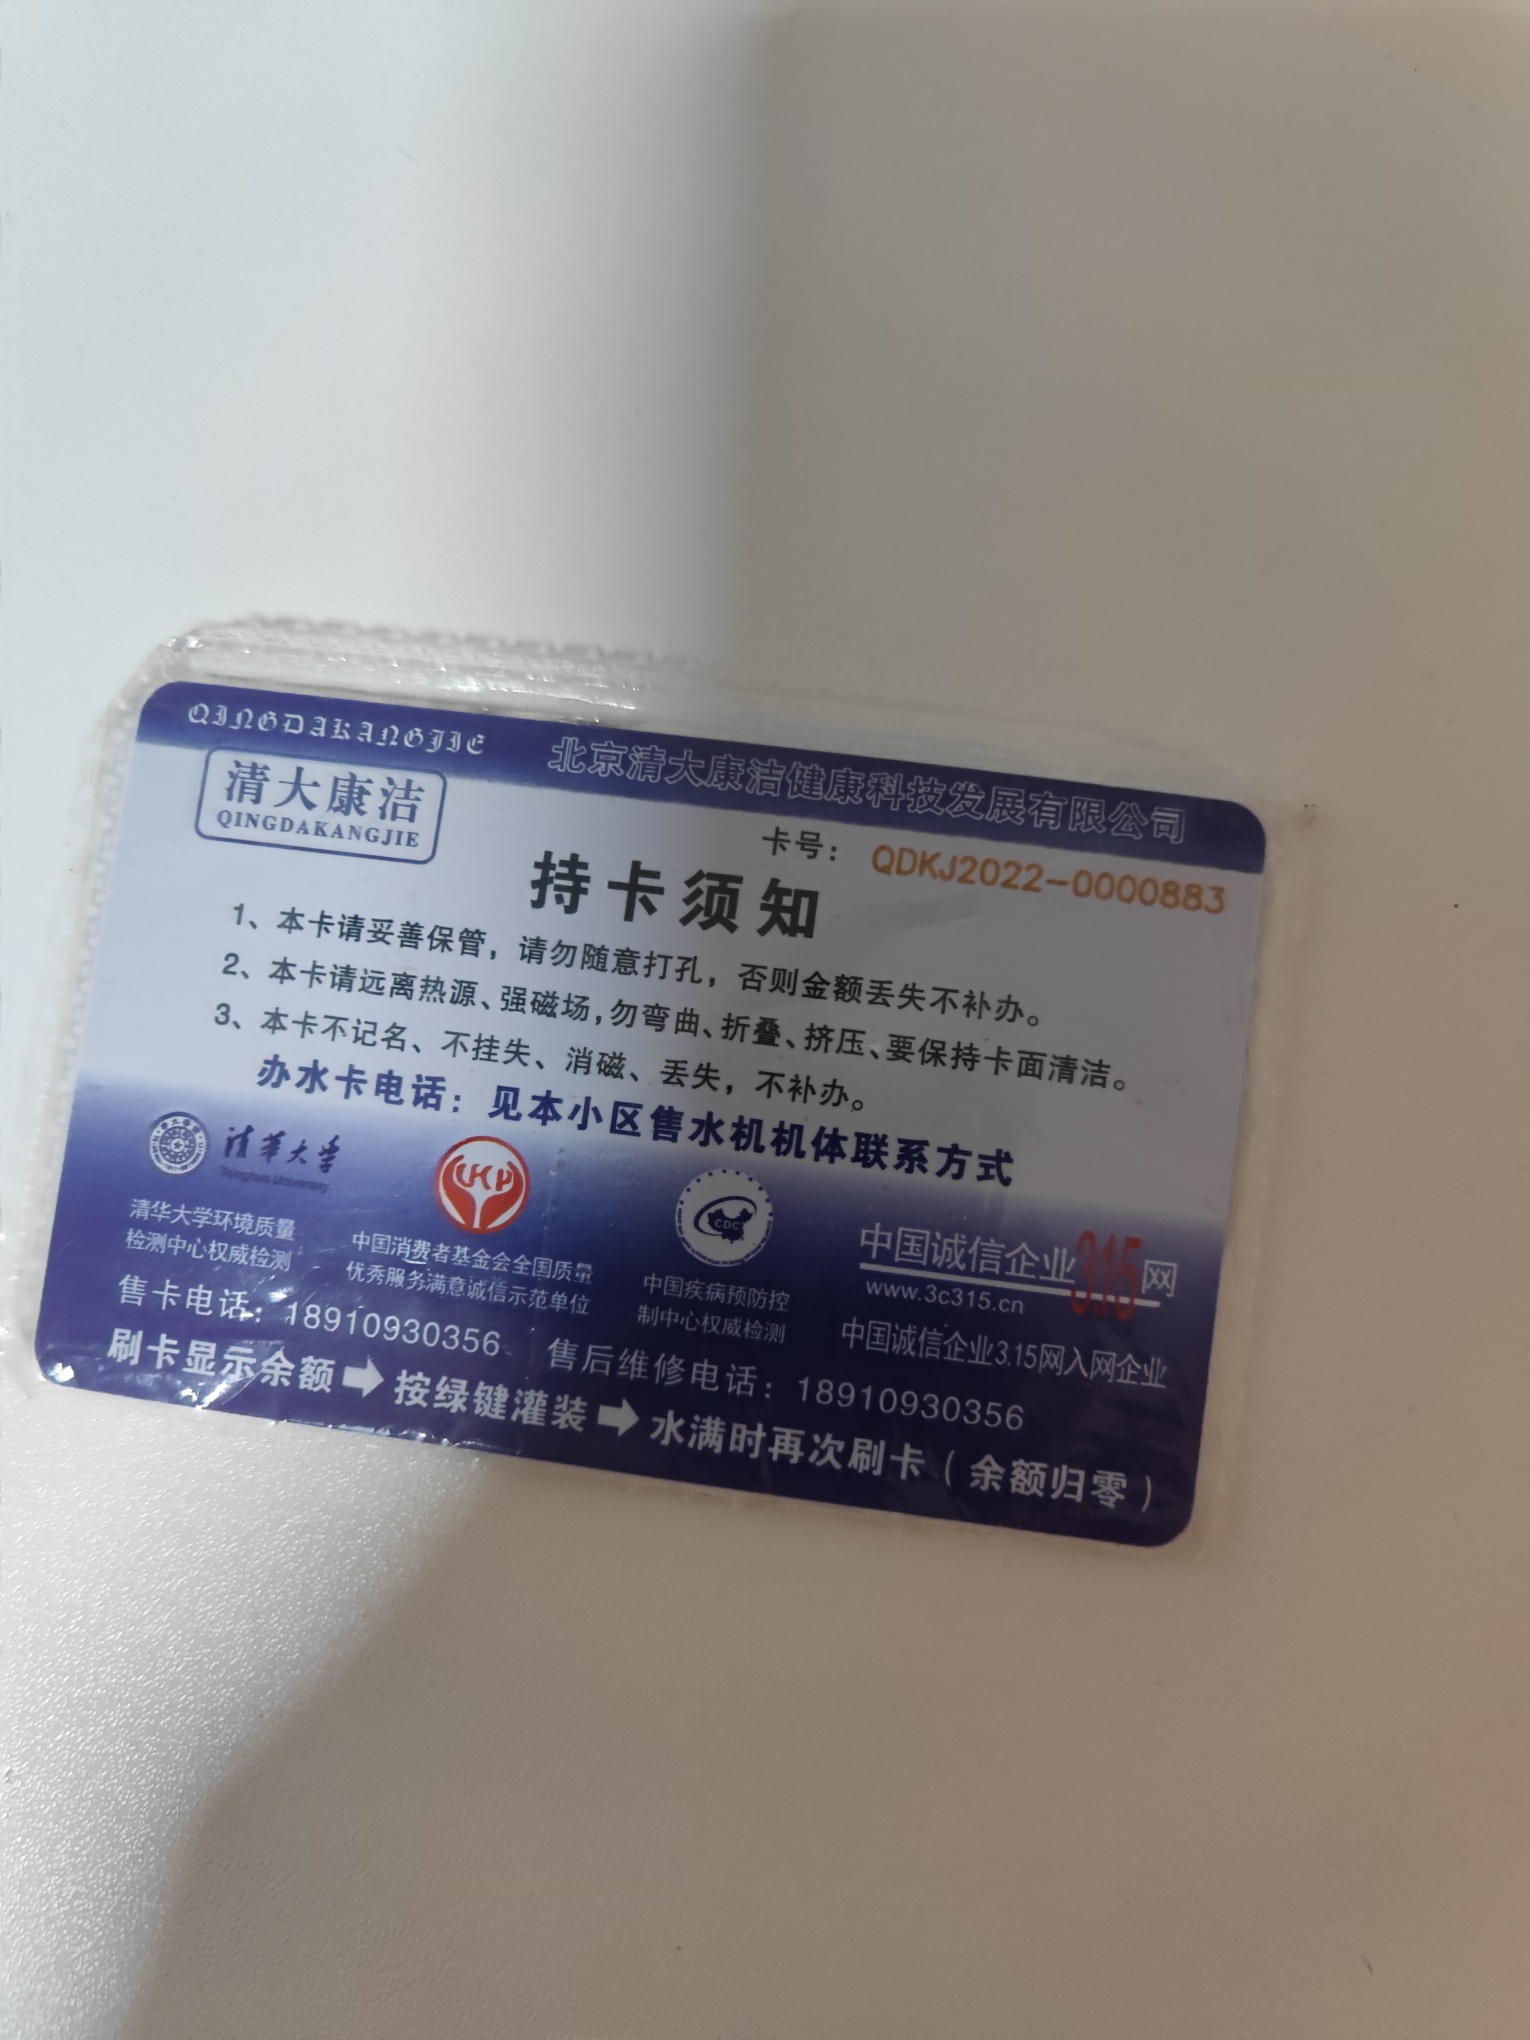 QINGDAKANGJIE
北京清大康洁健康科技发展有限公司
清大康洁
QINGDAKANGJIE
卡号： QDKJ2022-0000883
持卡须知
1、本卡请妥善保管，请勿随意打孔，否则金额丢失不补办。
2、本卡请远离热源、强磁场，勿弯曲、折叠、挤压、要保持卡面清洁。
3、本卡不记名、不挂失、消磁、丢失，不补办。
办水卡电话：见本小区售水机机体联系方式
清华大学
Tsinghua University
清华大学环境质量
检测中心权威检测
中国消费者基金会全国质量
优秀服务满意诚信示范单位
CDC
中国疾病预防控
制中心权威检测
中国诚信企业315网
www.3c315.cn
中国诚信企业3.15网入网企业
售卡电话：18910930356
售后维修电话：18910930356
刷卡显示余额➡按绿键灌装➡水满时再次刷卡（余额归零）